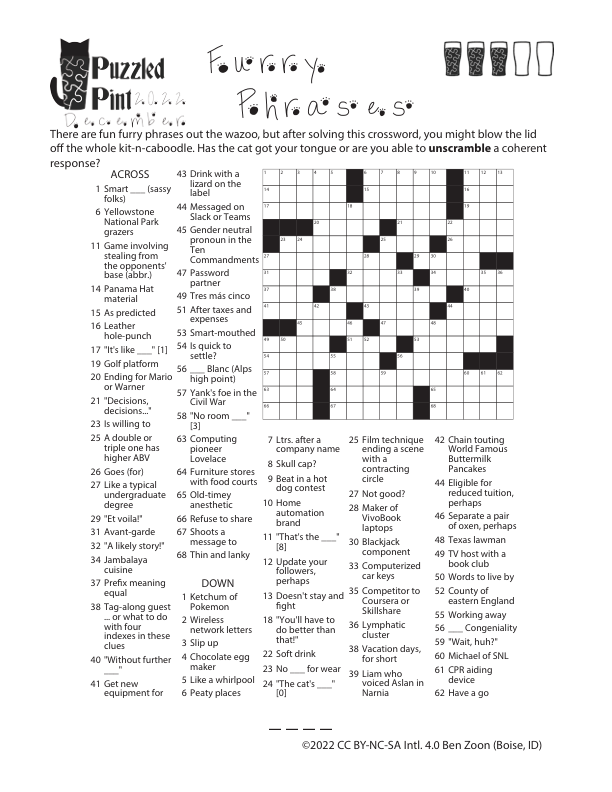 Puzzled
Pint
2022
December
Furry
Phrases
There are fun furry phrases out the wazoo, but after solving this crossword, you might blow the lid
off the whole kit-n-caboodle. Has the cat got your tongue or are you able to unscramble a coherent
response?
ACROSS
1 Smart ___ (sassy
folks)
6 Yellowstone
National Park
grazers
11 Game involving
stealing from
the opponents'
base (abbr.)
14 Panama Hat
material
15 As predicted
16 Leather
hole-punch
17 "It's like ___" [1]
19 Golf platform
20 Ending for Mario
or Warner
21 "Decisions,
decisions..."
23 Is willing to
25 A double or
triple one has
higher ABV
26 Goes (for)
27 Like a typical
undergraduate
degree
29 "Et voila!"
31 Avant-garde
32 "A likely story!"
34 Jambalaya
cuisine
37 Prefix meaning
equal
38 Tag-along guest
... or what to do
with four
indexes in these
clues
40 "Without further
___"
41 Get new
equipment for
43 Drink with a
lizard on the
label
44 Messaged on
Slack or Teams
45 Gender neutral
pronoun in the
Ten
Commandments
47 Password
partner
49 Tres más cinco
51 After taxes and
expenses
53 Smart-mouthed
54 Is quick to
settle?
56 ___ Blanc (Alps
high point)
57 Yank's foe in the
Civil War
58 "No room ___"
[3]
63 Computing
pioneer
Lovelace
64 Furniture stores
with food courts
65 Old-timey
anesthetic
66 Refuse to share
67 Shoots a
message to
68 Thin and lanky
DOWN
1 Ketchum of
Pokemon
2 Wireless
network letters
3 Slip up
4 Chocolate egg
maker
5 Like a whirlpool
6 Peaty places
7 Ltrs. after a
company name
8 Skull cap?
9 Beat in a hot
dog contest
10 Home
automation
brand
11 "That's the ___"
[8]
12 Update your
followers,
perhaps
13 Doesn't stay and
fight
18 "You'll have to
do better than
that!"
22 Soft drink
23 No ___ for wear
24 "The cat's ___"
[0]
25 Film technique
ending a scene
with a
contracting
circle
27 Not good?
28 Maker of
VivoBook
laptops
30 Blackjack
component
33 Computerized
car keys
35 Competitor to
Coursera or
Skillshare
36 Lymphatic
cluster
38 Vacation days,
for short
39 Liam who
voiced Aslan in
Narnia
42 Chain touting
World Famous
Buttermilk
Pancakes
44 Eligible for
reduced tuition,
perhaps
46 Separate a pair
of oxen, perhaps
48 Texas lawman
49 TV host with a
book club
50 Words to live by
52 County of
eastern England
55 Working away
56 ___ Congeniality
59 "Wait, huh?"
60 Michael of SNL
61 CPR aiding
device
62 Have a go
1 2 3 4 5 6 7 8 9 10 11 12 13
14 15 16
17 18 19
20 21 22
23 24 25 26
27 28 29 30
31 32 33 34 35 36
37 38 39 40
41 42 43 44
45 46 47 48
49 50 51 52 53
54 55 56
57 58 59 60 61 62
63 64 65
66 67 68
©2022 CC BY-NC-SA Intl. 4.0 Ben Zoon (Boise, ID)